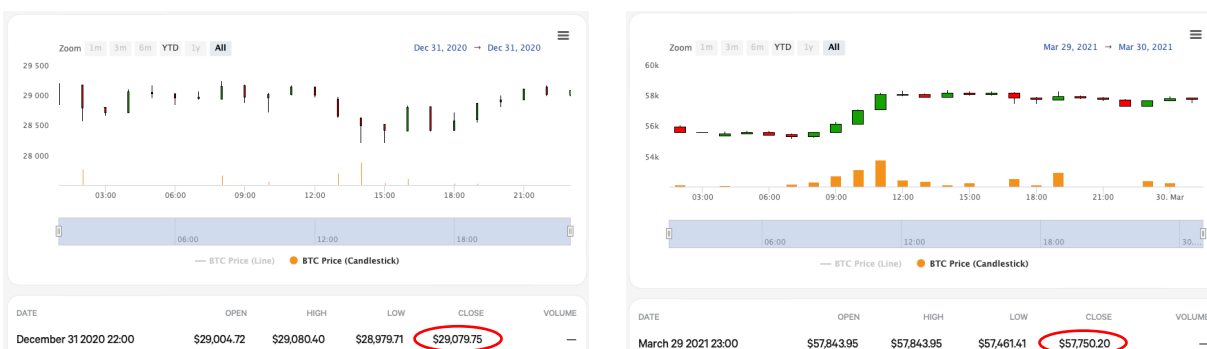 Zoom 1m 3m 6m YTD 1y All Dec 31, 2020 → Dec 31, 2020
29 500
29 000
28 500
28 000
03:00 06:00 09:00 12:00 15:00 18:00 21:00
06:00 12:00 18:00
BTC Price (Line) BTC Price (Candlestick)
DATE OPEN HIGH LOW CLOSE VOLUME
December 31 2020 22:00 $29,004.72 $29,080.40 $28,979.71 $29,079.75 —
Zoom 1m 3m 6m YTD 1y All Mar 29, 2021 → Mar 30, 2021
60k
58k
56k
54k
03:00 06:00 09:00 12:00 15:00 18:00 21:00 30. Mar
06:00 12:00 18:00 30...
BTC Price (Line) BTC Price (Candlestick)
DATE OPEN HIGH LOW CLOSE VOLUME
March 29 2021 23:00 $57,843.95 $57,843.95 $57,461.41 $57,750.20 —